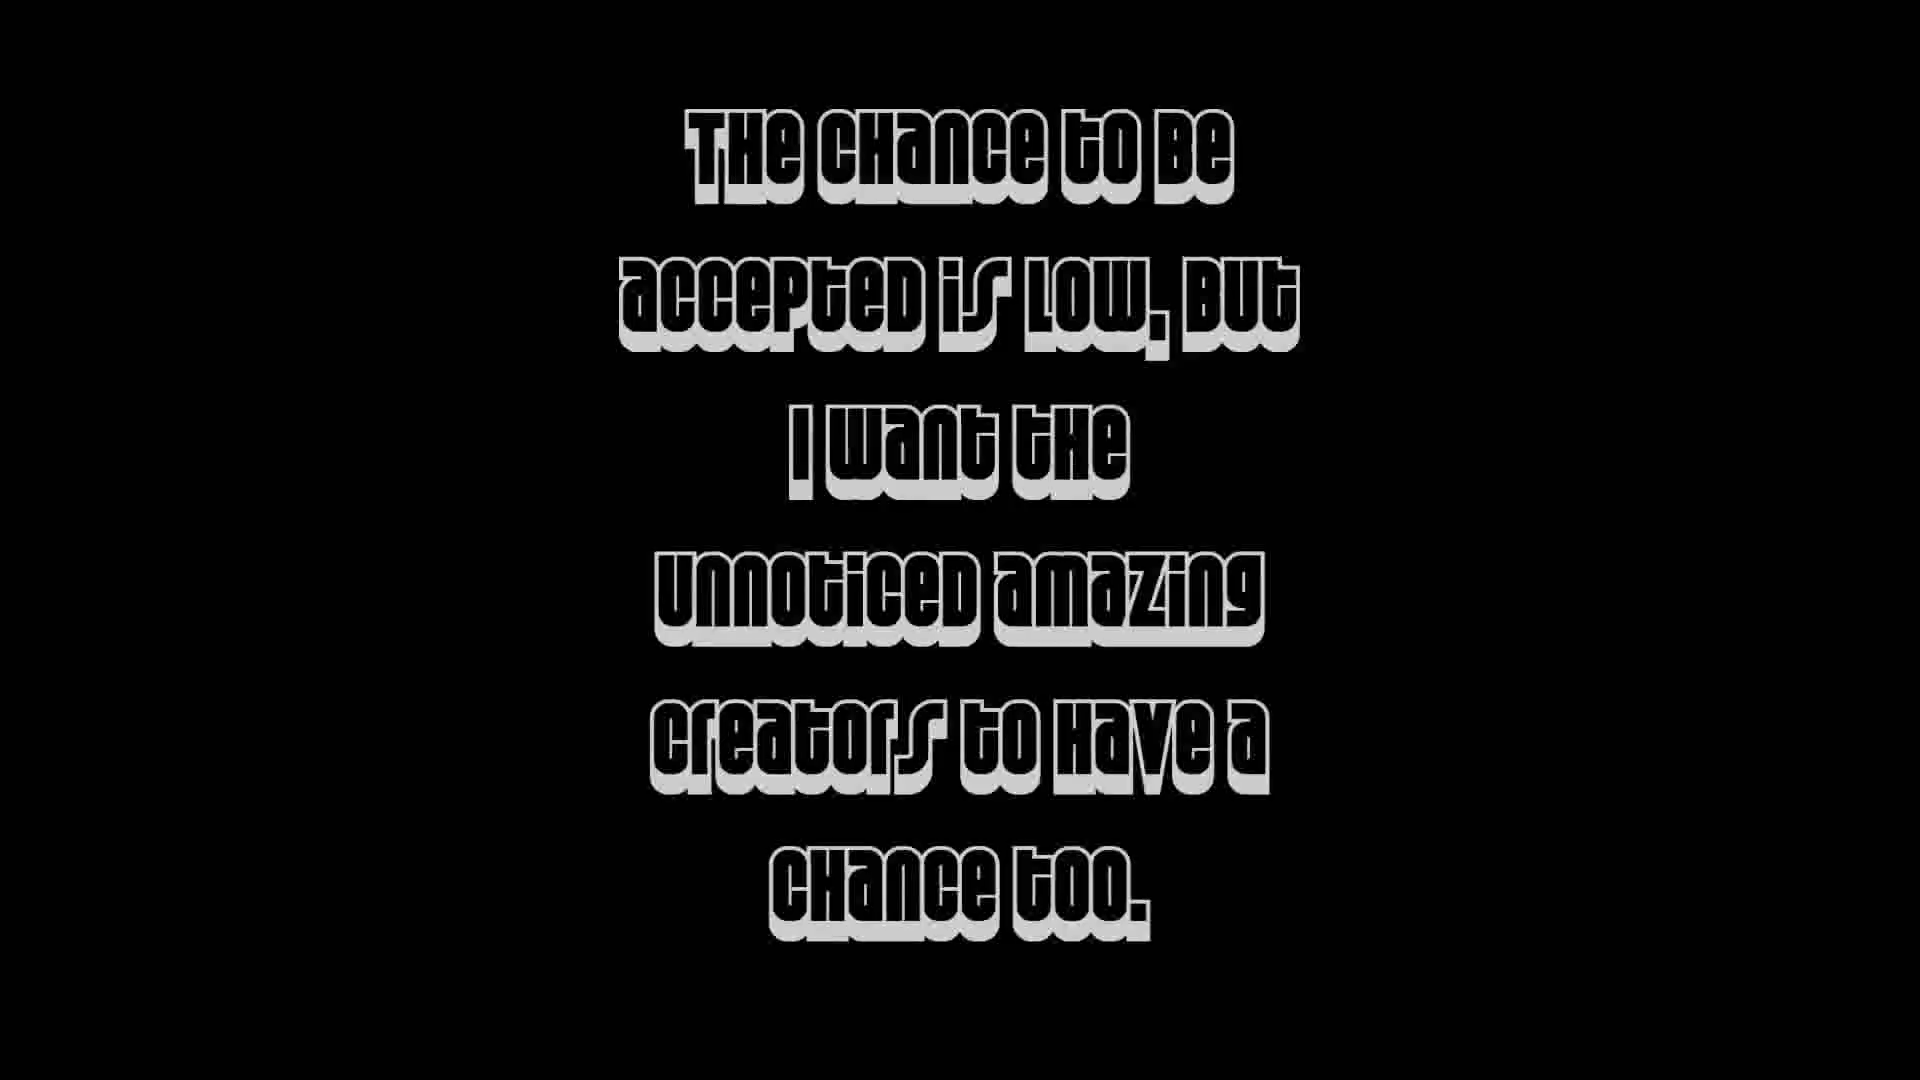 The chance to be
accepted is low, but
I want the
unnoticed amazing
creators to have a
chance too.